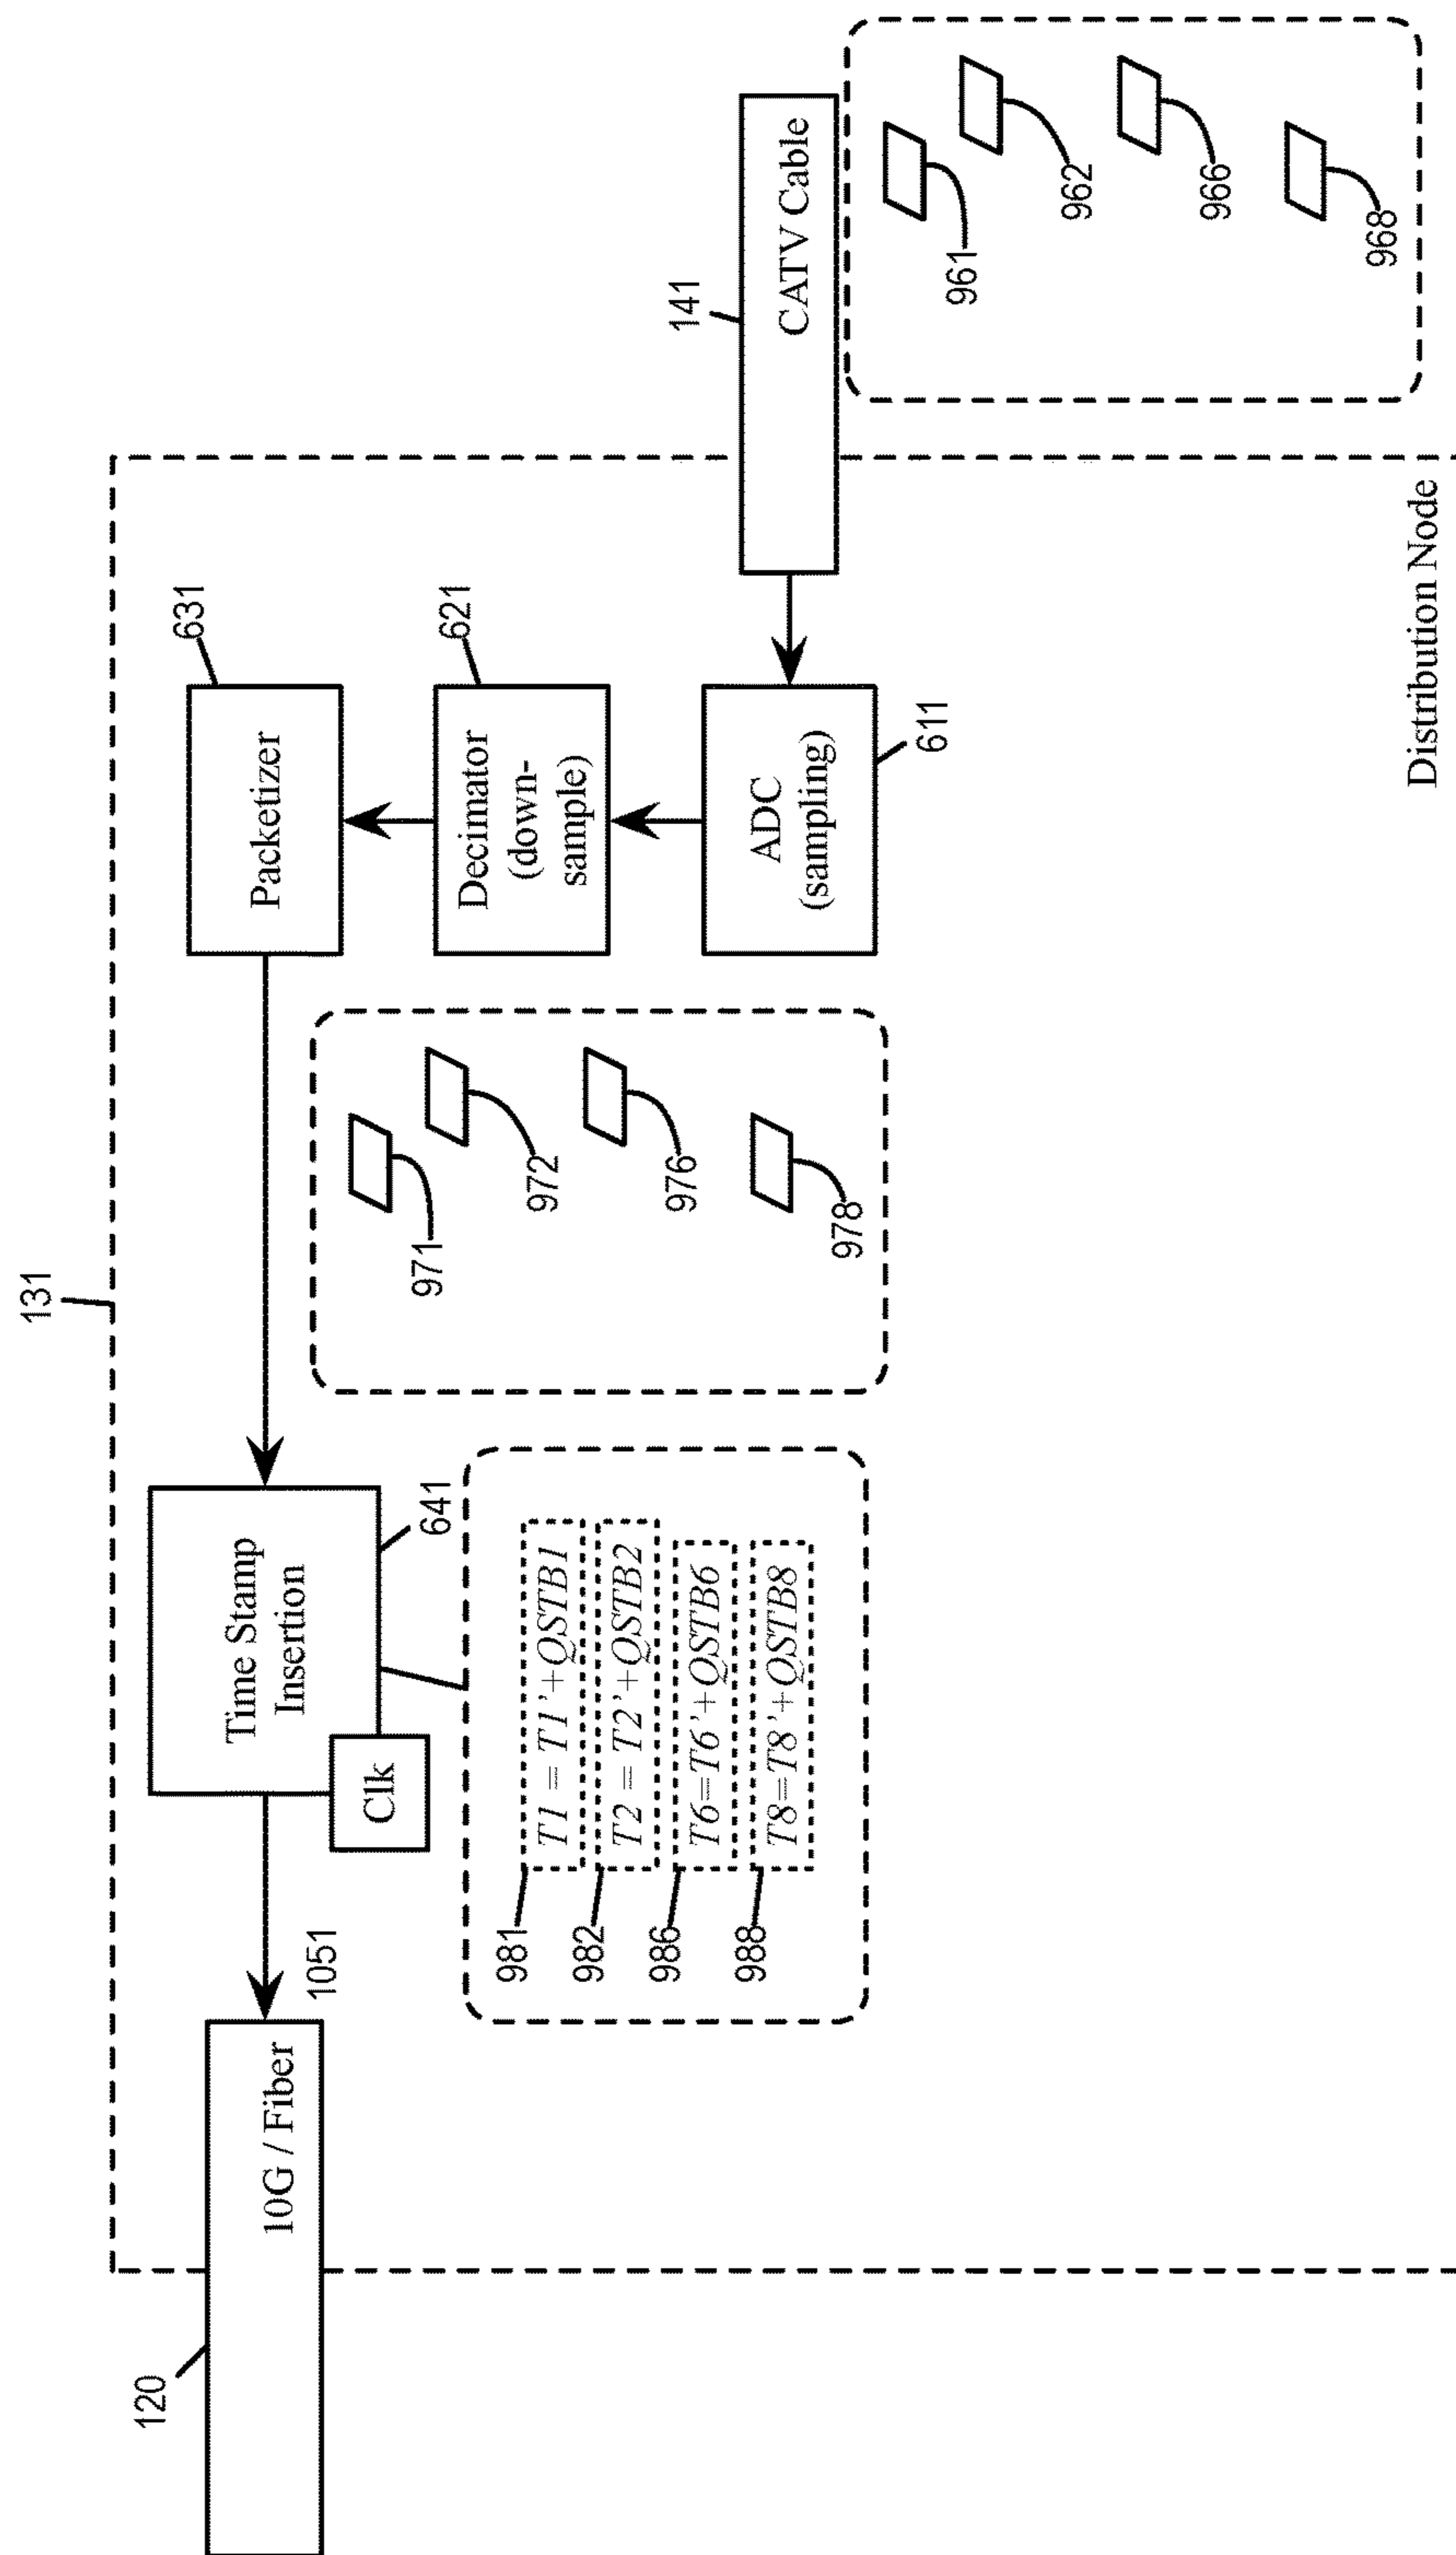 131
120
10G / Fiber
1051
Time Stamp
Insertion
Clk
641
981
T1 = T1'+QSTB1
982
T2 = T2'+QSTB2
986
T6=T6'+QSTB6
988
T8=T8'+QSTB8
971
972
976
978
Packetizer
631
Decimator
(down-
sample)
621
ADC
(sampling)
611
141
CATV Cable
961
962
966
968
Distribution Node